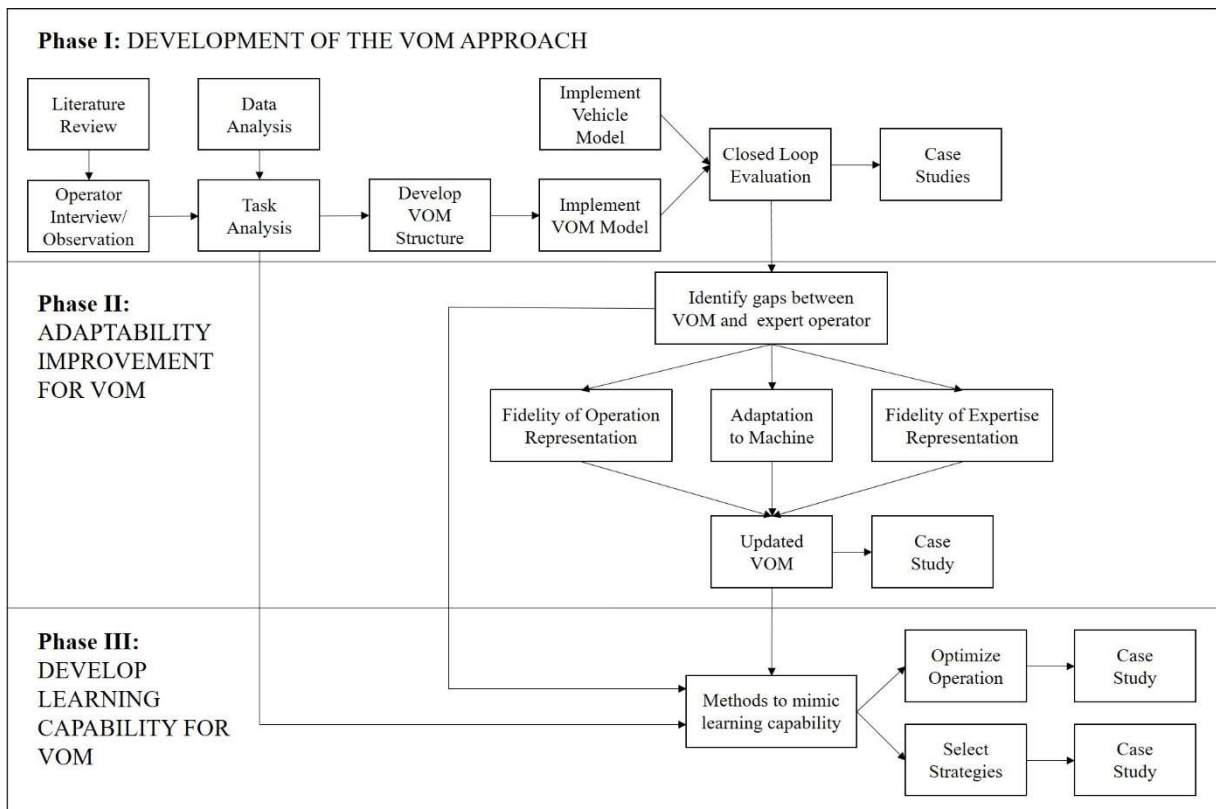 Phase I: DEVELOPMENT OF THE VOM APPROACH
Literature
Review
Data
Analysis
Implement
Vehicle
Model
Closed Loop
Evaluation
Case
Studies
Operator
Interview/
Observation
Task
Analysis
Develop
VOM
Structure
Implement
VOM Model
Phase II:
ADAPTABILITY
IMPROVEMENT
FOR VOM
Identify gaps between
VOM and expert operator
Fidelity of Operation
Representation
Adaptation
to Machine
Fidelity of Expertise
Representation
Updated
VOM
Case
Study
Phase III:
DEVELOP
LEARNING
CAPABILITY FOR
VOM
Methods to mimic
learning capability
Optimize
Operation
Case
Study
Select
Strategies
Case
Study